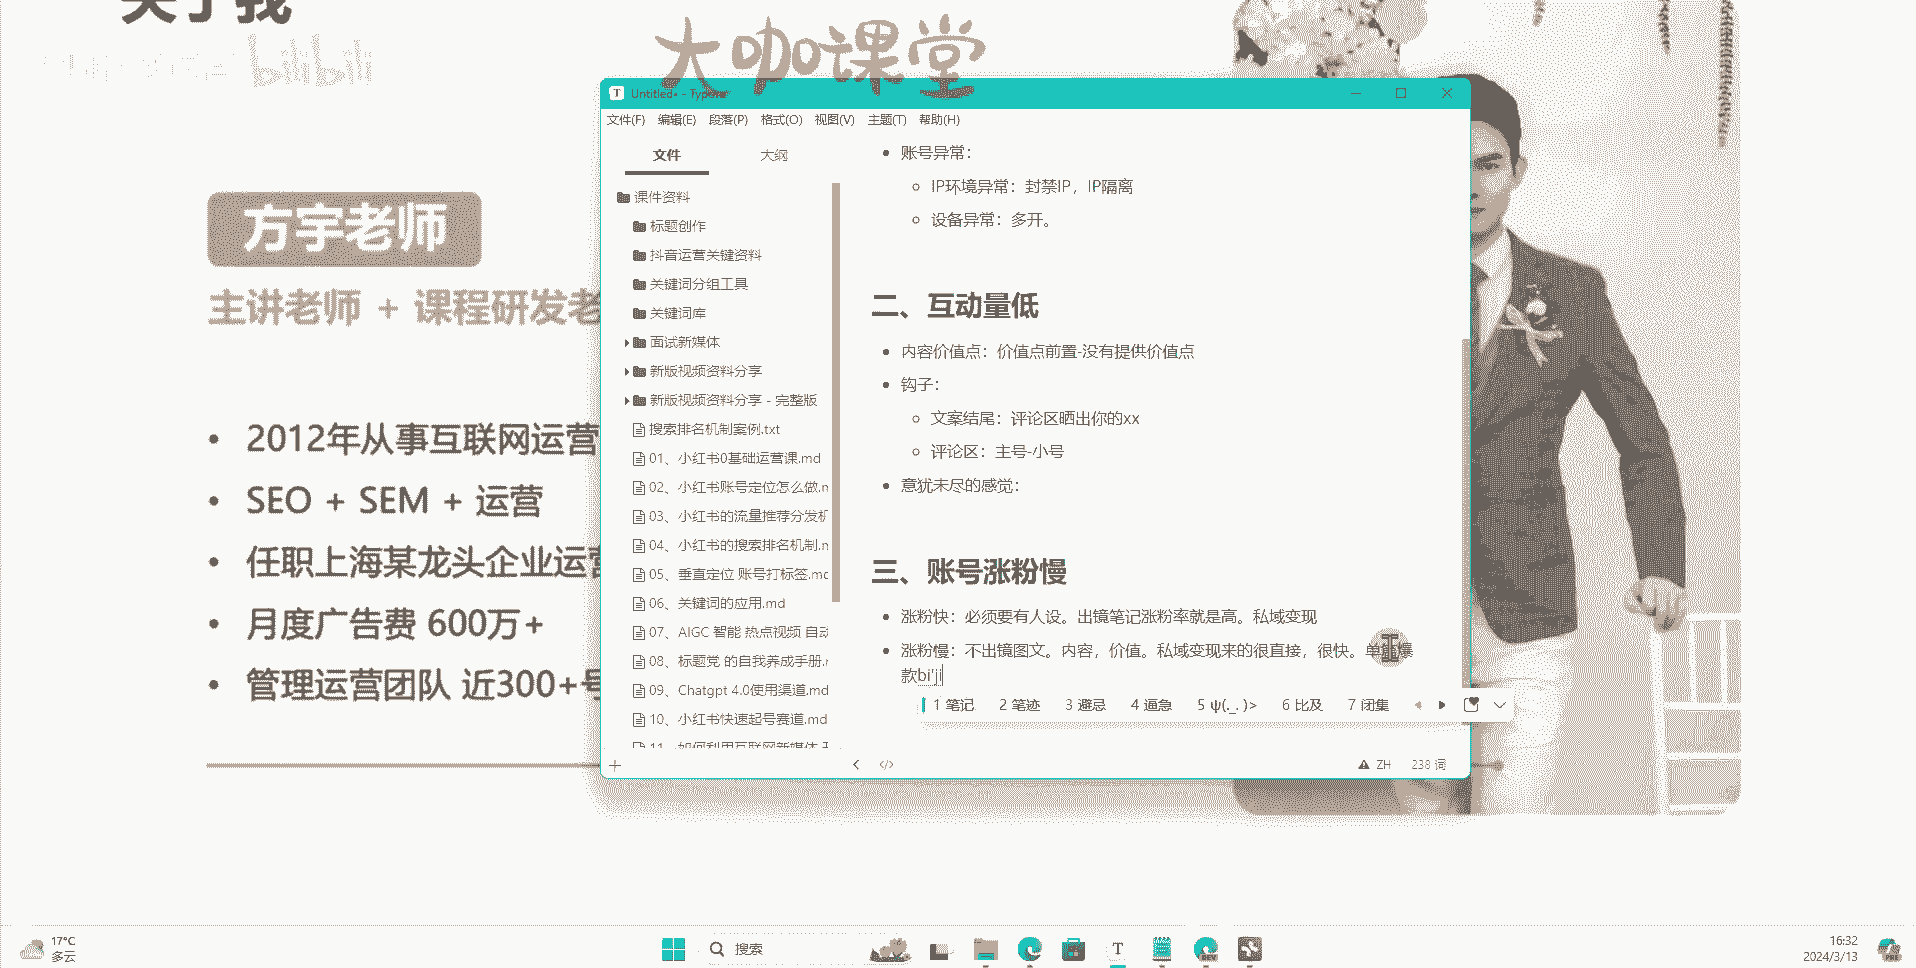 关于我
bilibili
大咖课堂
方宇老师
主讲老师 + 课程研发老
2012年从事互联网运营
SEO + SEM + 运营
任职上海某龙头企业运营
月度广告费 600万+
管理运营团队 近300+号
Untitled• - Typora
文件(F) 编辑(E) 段落(P) 格式(O) 视图(V) 主题(T) 帮助(H)
文件 大纲
课件资料
标题创作
抖音运营关键资料
关键词分组工具
关键词库
面试新媒体
新版视频资料分享
新版视频资料分享 - 完整版
搜索排名机制案例.txt
01、小红书0基础运营课.md
02、小红书账号定位怎么做.m
03、小红书的流量推荐分发机
04、小红书的搜索排名机制.m
05、垂直定位 账号打标签.md
06、关键词的应用.md
07、AIGC 智能 热点视频 自动
08、标题党 的自我养成手册.m
09、Chatgpt 4.0使用渠道.md
10、小红书快速起号赛道.md
11、如何利用互联网新媒体
账号异常：
IP环境异常：封禁IP，IP隔离
设备异常：多开。
二、互动量低
内容价值点：价值点前置-没有提供价值点
钩子：
文案结尾：评论区晒出你的xx
评论区：主号-小号
意犹未尽的感觉：
三、账号涨粉慢
涨粉快：必须要有人设。出镜笔记涨粉率就是高。私域变现
涨粉慢：不出镜图文。内容，价值。私域变现来的很直接，很快。单篇爆
款bi'ji
1 笔记 2 笔迹 3 避忌 4 逼急 5 ψ(._. )> 6 比及 7 闭集
ZH 238 词
17°C
多云
搜索
DEV
16:32
2024/3/13
PRE